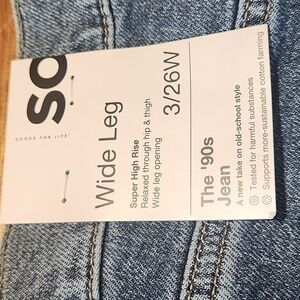 SO
GOODS FOR LIFE™
Wide Leg
Super High Rise
Relaxed through hip & thigh
Wide leg opening
3/26W
The '90s
Jean
A new take on old-school style
Tested for harmful substances
Supports more-sustainable cotton farming